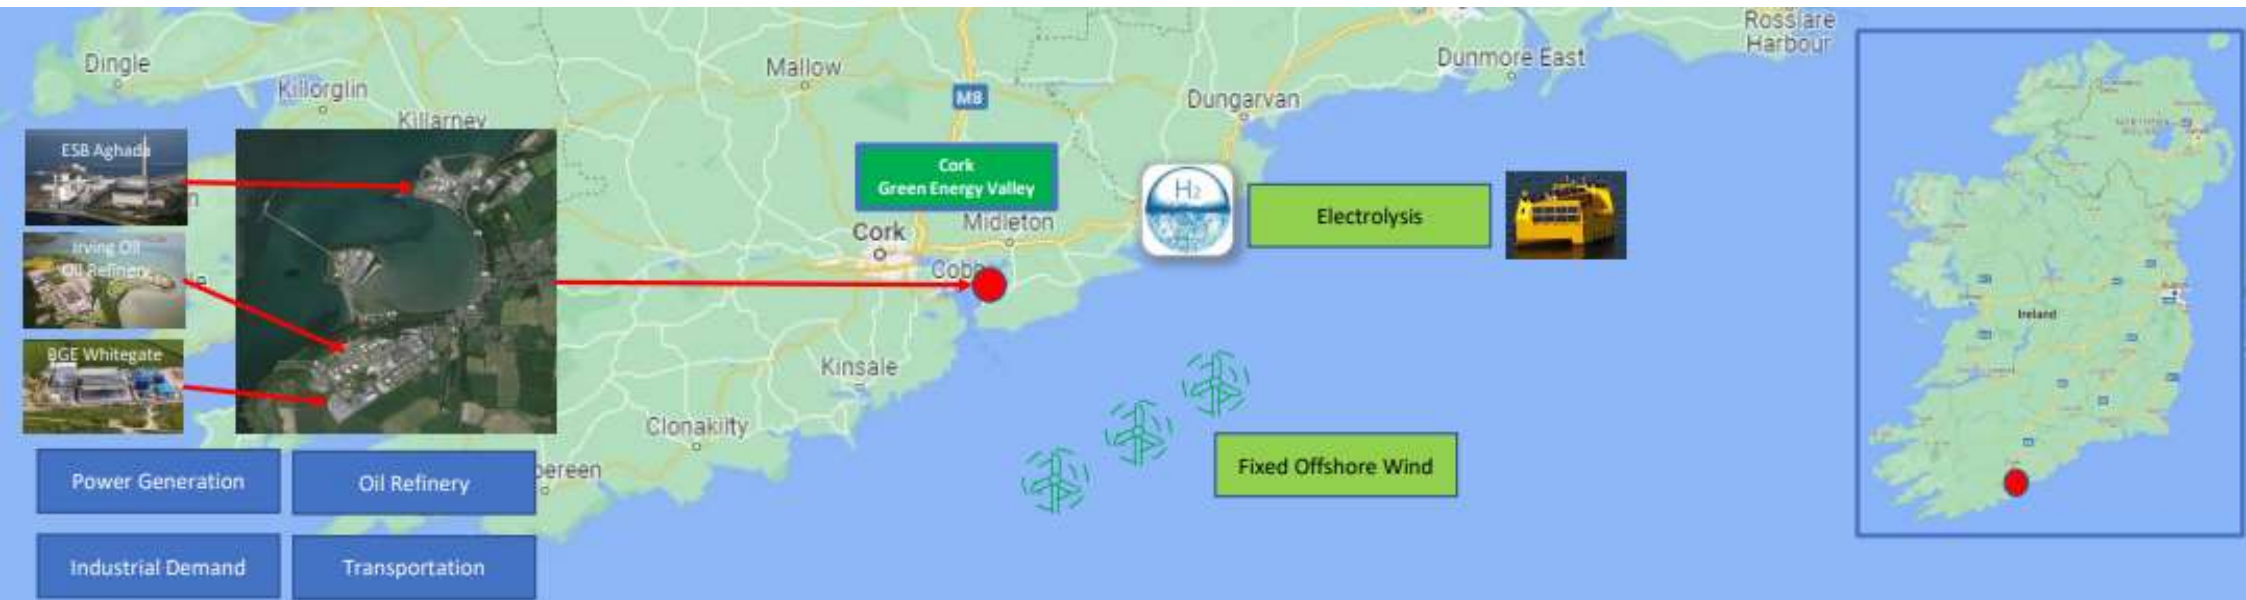 Rosslare
Harbour
Dingle
Mallow
Dunmore East
Killorglin
M8
Dungarvan
Killarney
ESB Aghada
Cork
Green Energy Valley
H2
Electrolysis
Midleton
Cork
Cobh
Irving Oil
Oil Refinery
Ireland
BGE Whitegate
Kinsale
Clonakilty
Fixed Offshore Wind
bereen
Power Generation
Oil Refinery
Industrial Demand
Transportation